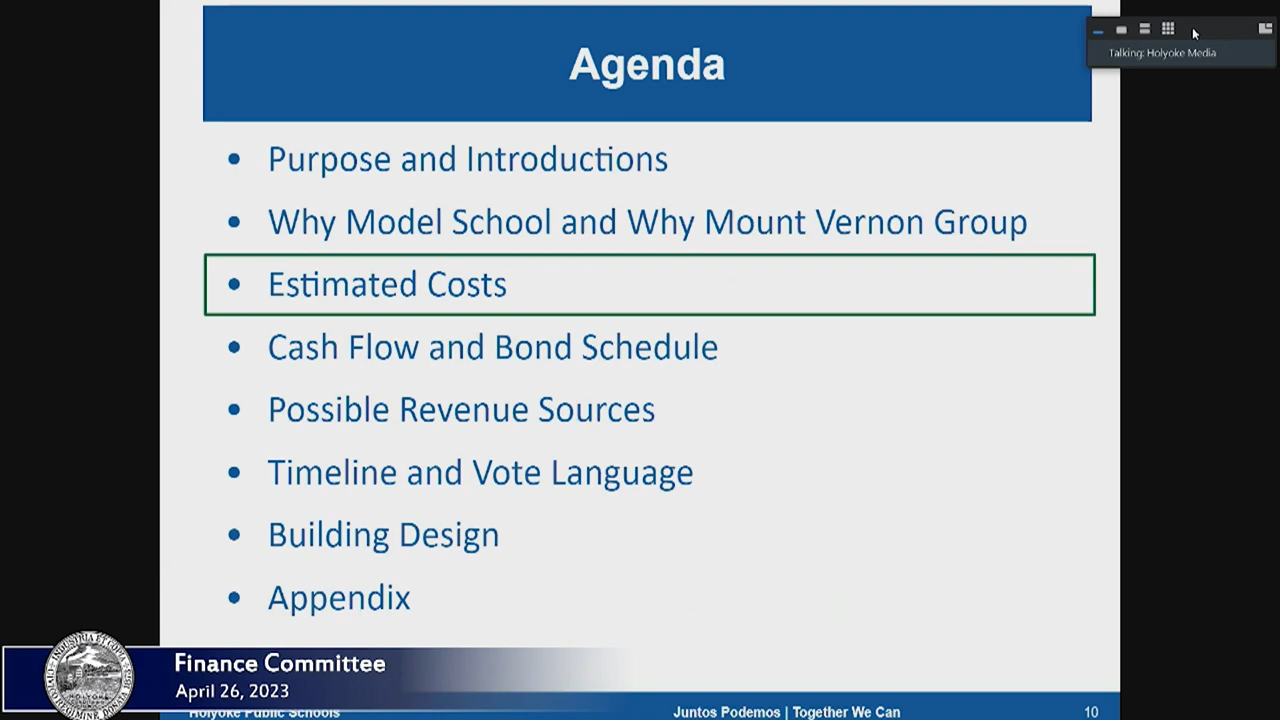 Agenda
Talking: Holyoke Media
• Purpose and Introductions
• Why Model School and Why Mount Vernon Group
• Estimated Costs
• Cash Flow and Bond Schedule
• Possible Revenue Sources
• Timeline and Vote Language
• Building Design
• Appendix
Finance Committee
April 26, 2023
Holyoke Public Schools
Juntos Podemos | Together We Can
10